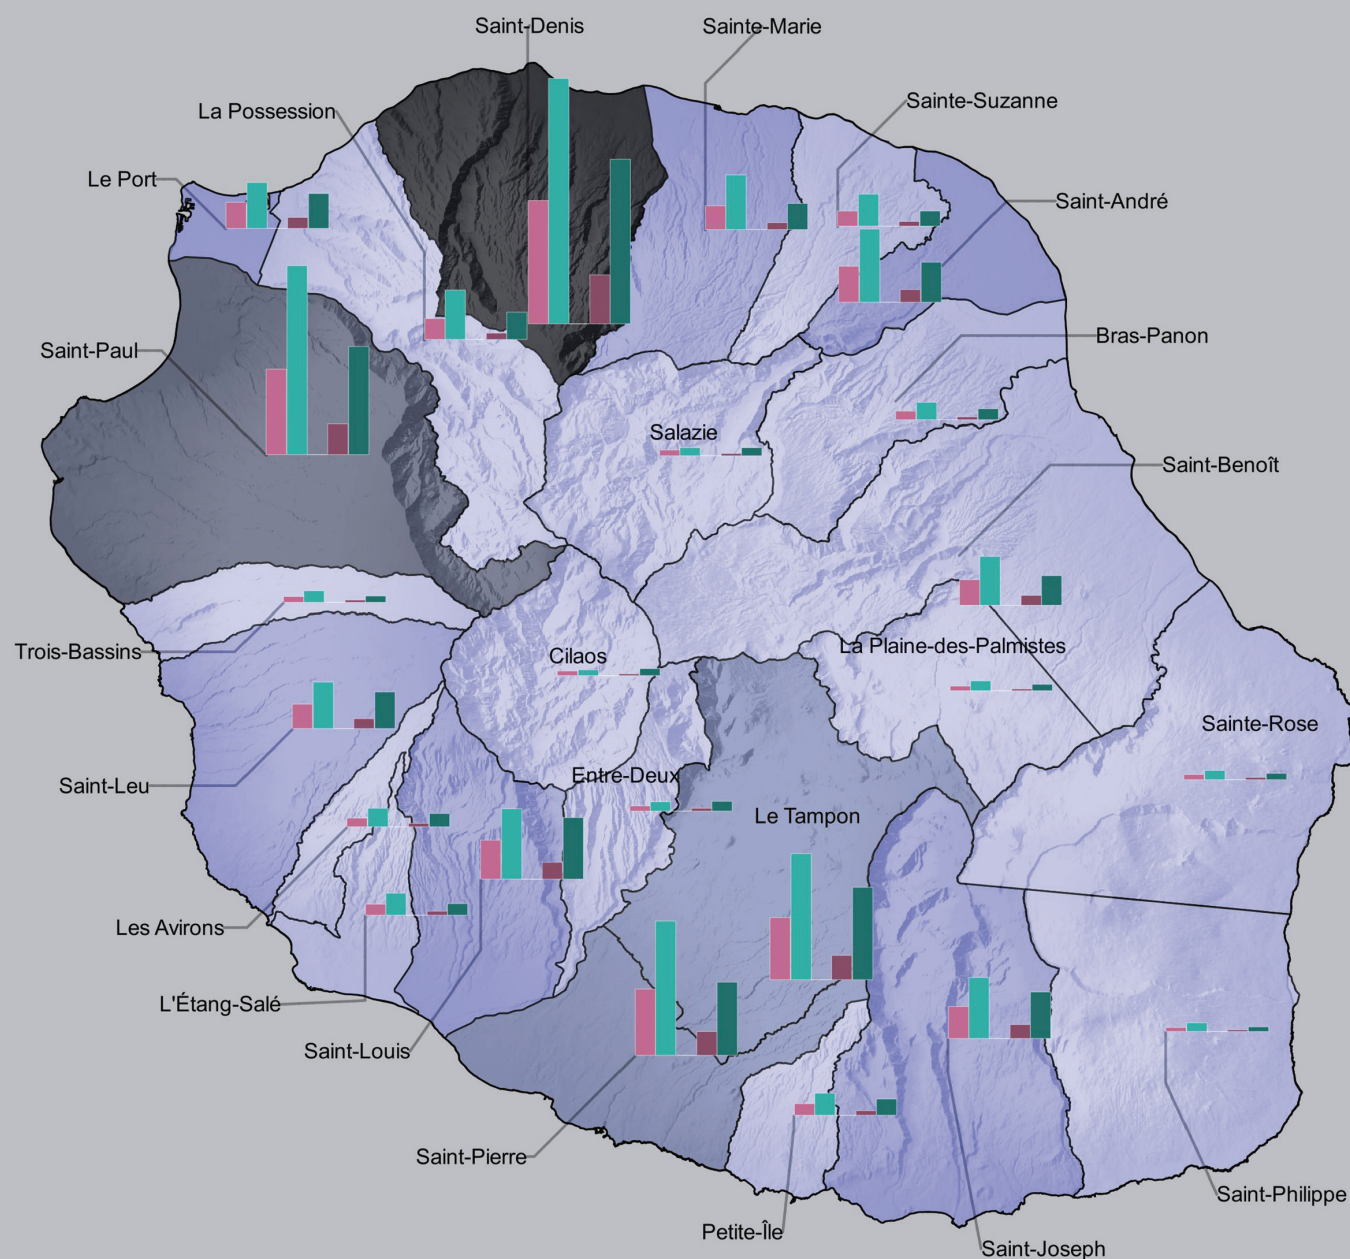 Saint-Denis
Sainte-Marie
Sainte-Suzanne
La Possession
Le Port
Saint-André
Bras-Panon
Saint-Paul
Salazie
Saint-Benoît
Trois-Bassins
Cilaos
La Plaine-des-Palmistes
Sainte-Rose
Saint-Leu
Entre-Deux
Le Tampon
Les Avirons
L'Étang-Salé
Saint-Louis
Saint-Pierre
Saint-Philippe
Petite-Île
Saint-Joseph